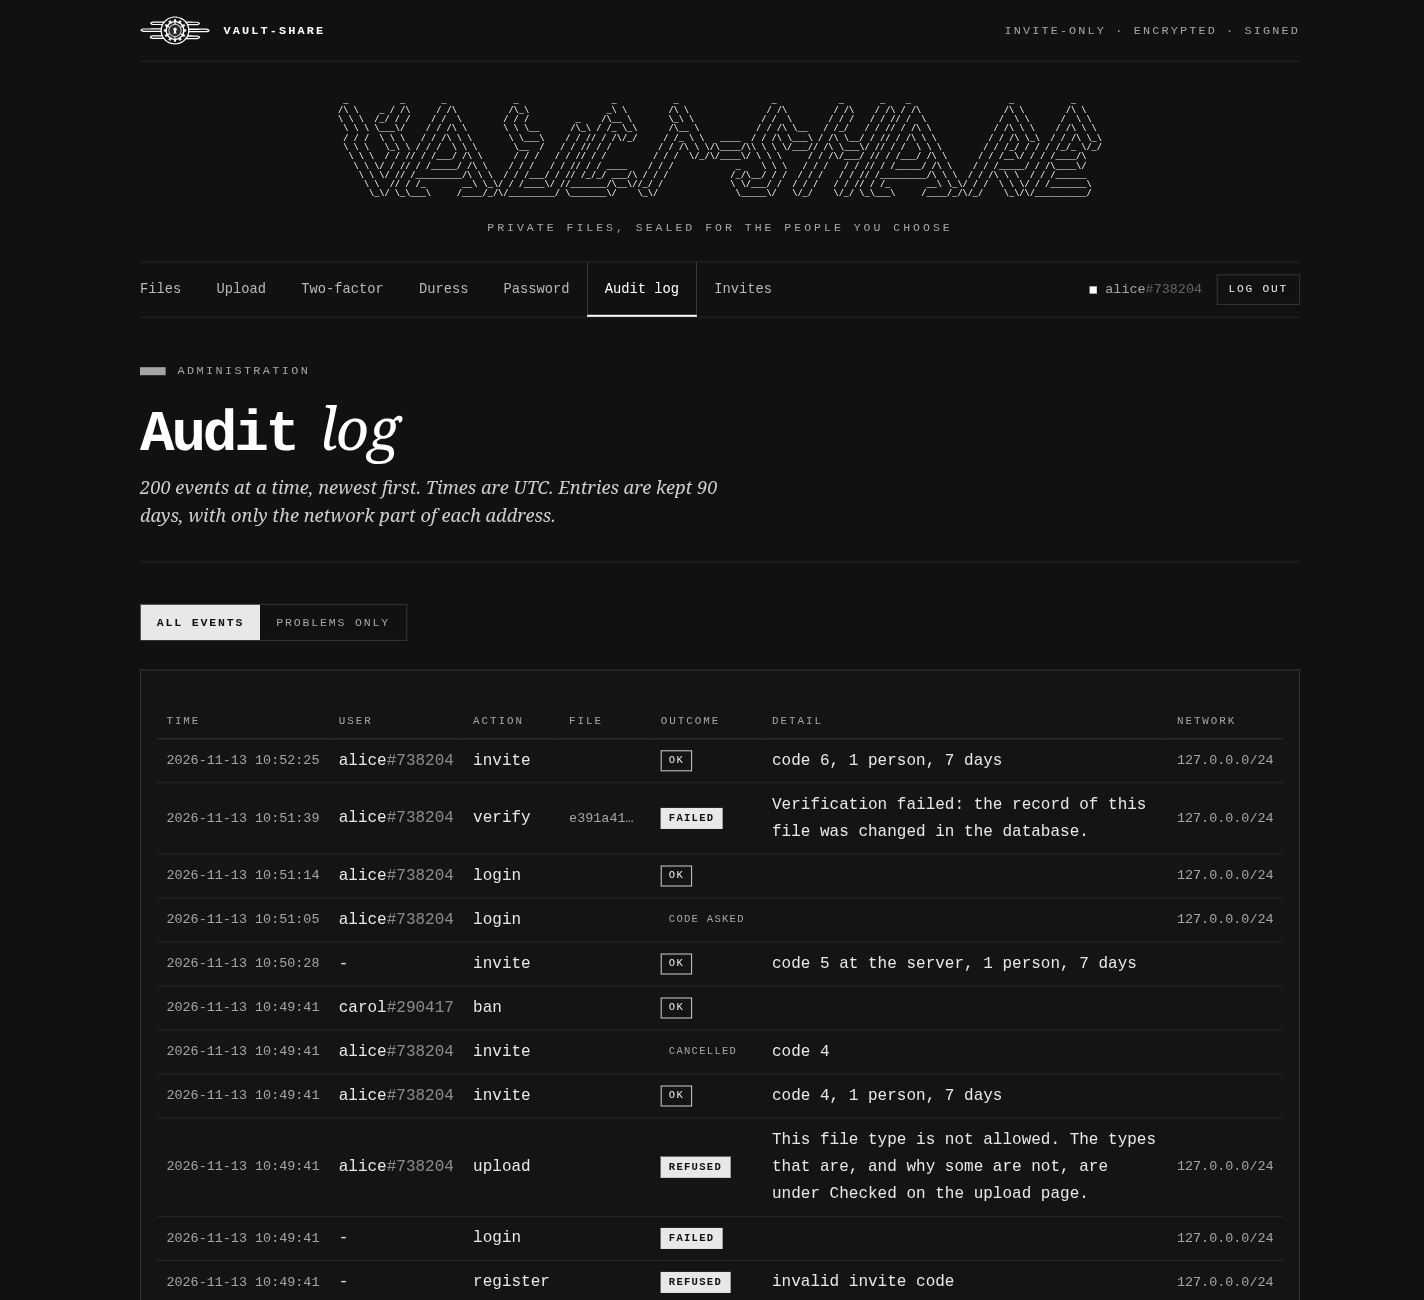 VAULT-SHARE
INVITE-ONLY · ENCRYPTED · SIGNED
VAULT-SHARE
PRIVATE FILES, SEALED FOR THE PEOPLE YOU CHOOSE
Files Upload Two-factor Duress Password Audit log Invites alice#738204 LOG OUT
ADMINISTRATION
Audit log
200 events at a time, newest first. Times are UTC. Entries are kept 90
days, with only the network part of each address.
ALL EVENTS PROBLEMS ONLY
TIME USER ACTION FILE OUTCOME DETAIL NETWORK
2026-11-13 10:52:25 alice#738204 invite OK code 6, 1 person, 7 days 127.0.0.0/24
2026-11-13 10:51:39 alice#738204 verify e391a41… FAILED Verification failed: the record of this
file was changed in the database. 127.0.0.0/24
2026-11-13 10:51:14 alice#738204 login OK 127.0.0.0/24
2026-11-13 10:51:05 alice#738204 login CODE ASKED 127.0.0.0/24
2026-11-13 10:50:28 - invite OK code 5 at the server, 1 person, 7 days
2026-11-13 10:49:41 carol#290417 ban OK
2026-11-13 10:49:41 alice#738204 invite CANCELLED code 4
2026-11-13 10:49:41 alice#738204 invite OK code 4, 1 person, 7 days
2026-11-13 10:49:41 alice#738204 upload REFUSED This file type is not allowed. The types
that are, and why some are not, are
under Checked on the upload page. 127.0.0.0/24
2026-11-13 10:49:41 - login FAILED 127.0.0.0/24
2026-11-13 10:49:41 - register REFUSED invalid invite code 127.0.0.0/24